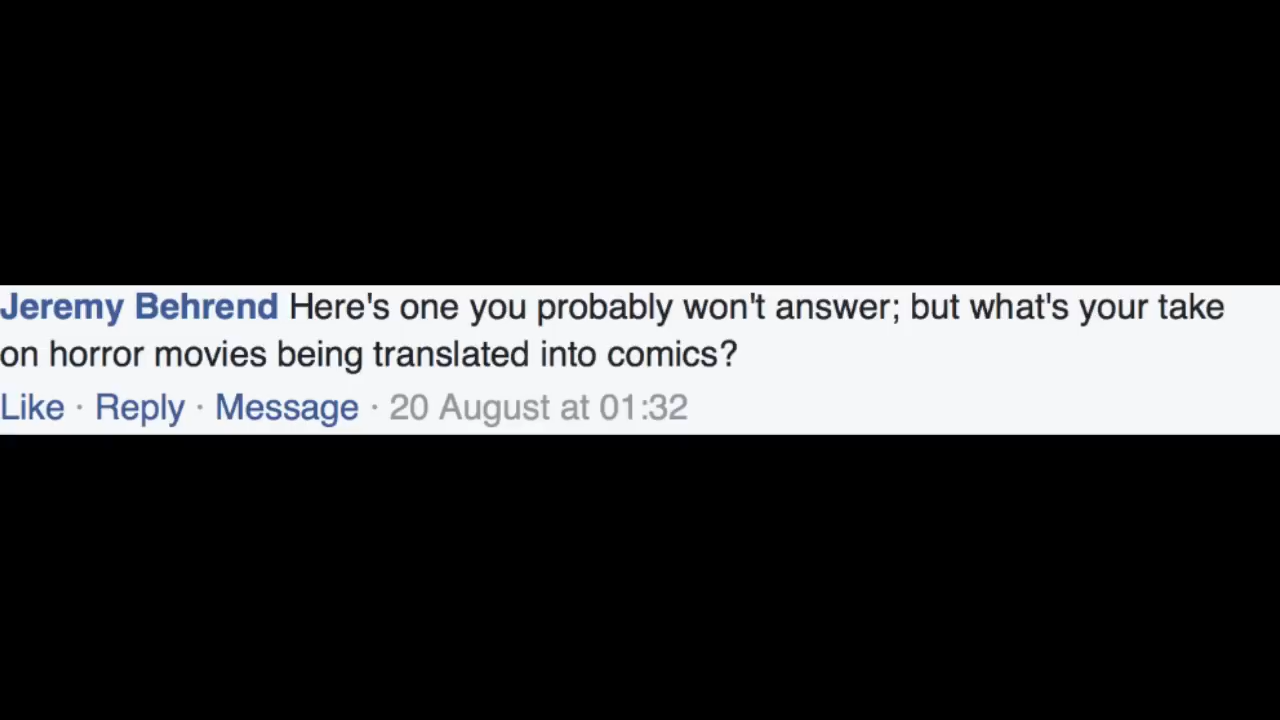 Jeremy Behrend Here's one you probably won't answer; but what's your take
on horror movies being translated into comics?
Like · Reply · Message · 20 August at 01:32